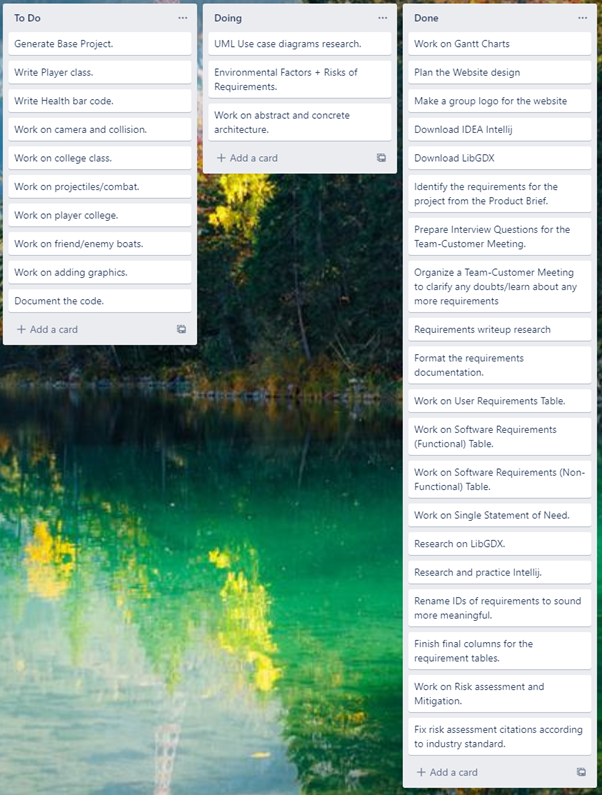 To Do
Generate Base Project.
Write Player class.
Write Health bar code.
Work on camera and collision.
Work on college class.
Work on projectiles/combat.
Work on player college.
Work on friend/enemy boats.
Work on adding graphics.
Document the code.
+ Add a card
Doing
UML Use case diagrams research.
Environmental Factors + Risks of
Requirements.
Work on abstract and concrete
architecture.
+ Add a card
Done
Work on Gantt Charts
Plan the Website design
Make a group logo for the website
Download IDEA Intellij
Download LibGDX
Identify the requirements for the
project from the Product Brief.
Prepare Interview Questions for the
Team-Customer Meeting.
Organize a Team-Customer Meeting
to clarify any doubts/learn about any
more requirements
Requirements writeup research
Format the requirements
documentation.
Work on User Requirements Table.
Work on Software Requirements
(Functional) Table.
Work on Software Requirements (Non-
Functional) Table.
Work on Single Statement of Need.
Research on LibGDX.
Research and practice Intellij.
Rename IDs of requirements to sound
more meaningful.
Finish final columns for the
requirement tables.
Work on Risk assessment and
Mitigation.
Fix risk assessment citations according
to industry standard.
+ Add a card